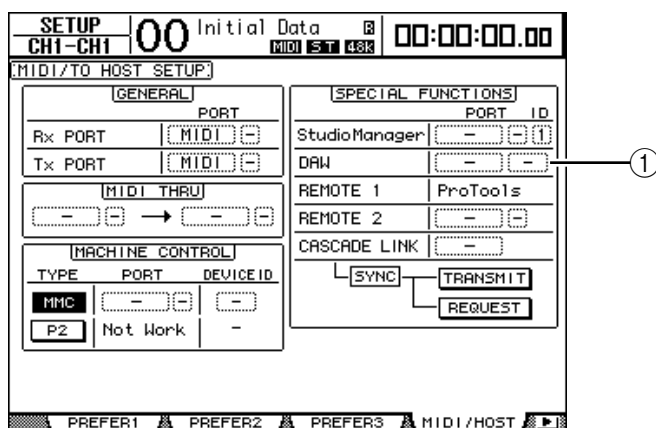 SETUP
CH1-CH1
00
Initial Data
R
MIDI ST 48K
00:00:00.00
MIDI/TO HOST SETUP
GENERAL
PORT
Rx PORT MIDI -
Tx PORT MIDI -
MIDI THRU
- - → - -
MACHINE CONTROL
TYPE PORT DEVICE ID
MMC - - -
P2 Not Work -
SPECIAL FUNCTIONS
PORT ID
StudioManager - - 1
DAW - -
REMOTE 1 ProTools
REMOTE 2 - -
CASCADE LINK -
SYNC TRANSMIT
REQUEST
①
PREFER1 PREFER2 PREFER3 MIDI/HOST